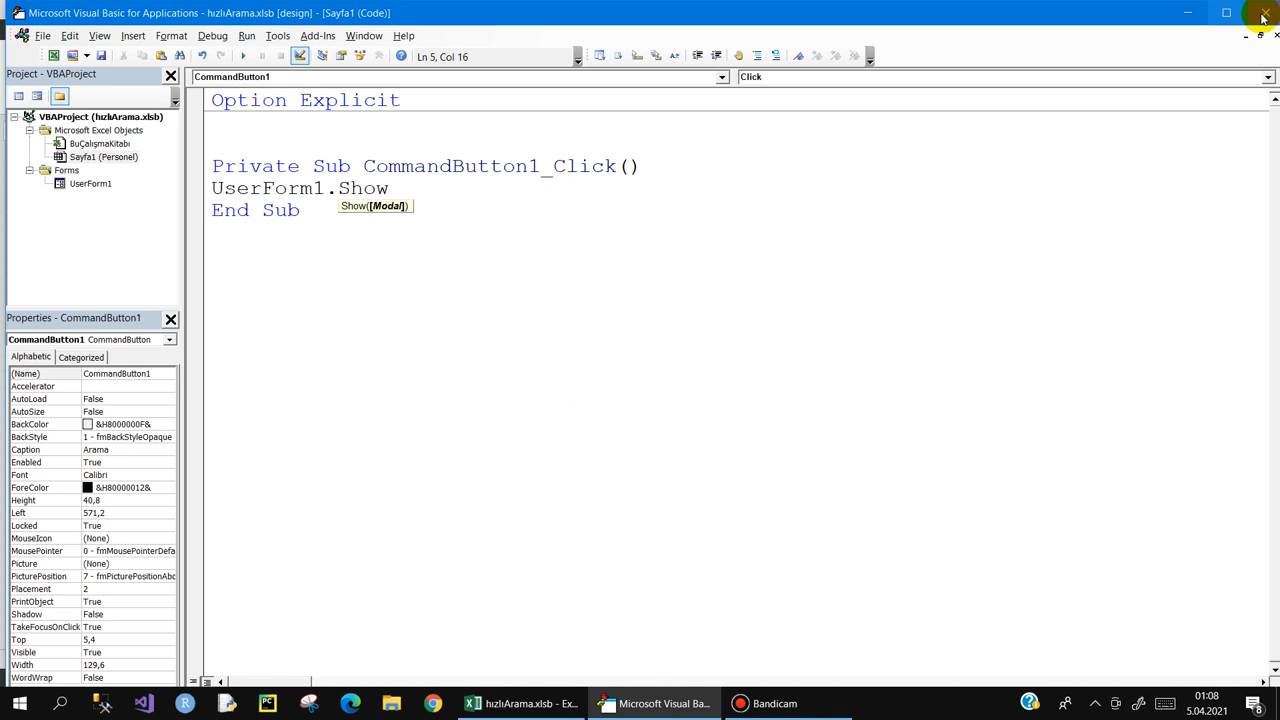 Microsoft Visual Basic for Applications - hızlıArama.xlsb [design] - [Sayfa1 (Code)]
File Edit View Insert Format Debug Run Tools Add-Ins Window Help
Ln 5, Col 16
Project - VBAProject
VBAProject (hızlıArama.xlsb)
Microsoft Excel Objects
BuÇalışmaKitabı
Sayfa1 (Personel)
Forms
UserForm1
CommandButton1 Click
Option Explicit
Private Sub CommandButton1_Click()
UserForm1.Show
Show([Modal])
End Sub
Properties - CommandButton1
CommandButton1 CommandButton
Alphabetic Categorized
(Name) CommandButton1
Accelerator
AutoLoad False
AutoSize False
BackColor &H8000000F&
BackStyle 1 - fmBackStyleOpaque
Caption Arama
Enabled True
Font Calibri
ForeColor &H80000012&
Height 40,8
Left 571,2
Locked True
MouseIcon (None)
MousePointer 0 - fmMousePointerDefa
Picture (None)
PicturePosition 7 - fmPicturePositionAbo
Placement 2
PrintObject True
Shadow False
TakeFocusOnClick True
Top 5,4
Visible True
Width 129,6
WordWrap False
PC
hızlıArama.xlsb - Ex...
Microsoft Visual Ba...
Bandicam
01:08
5.04.2021
8